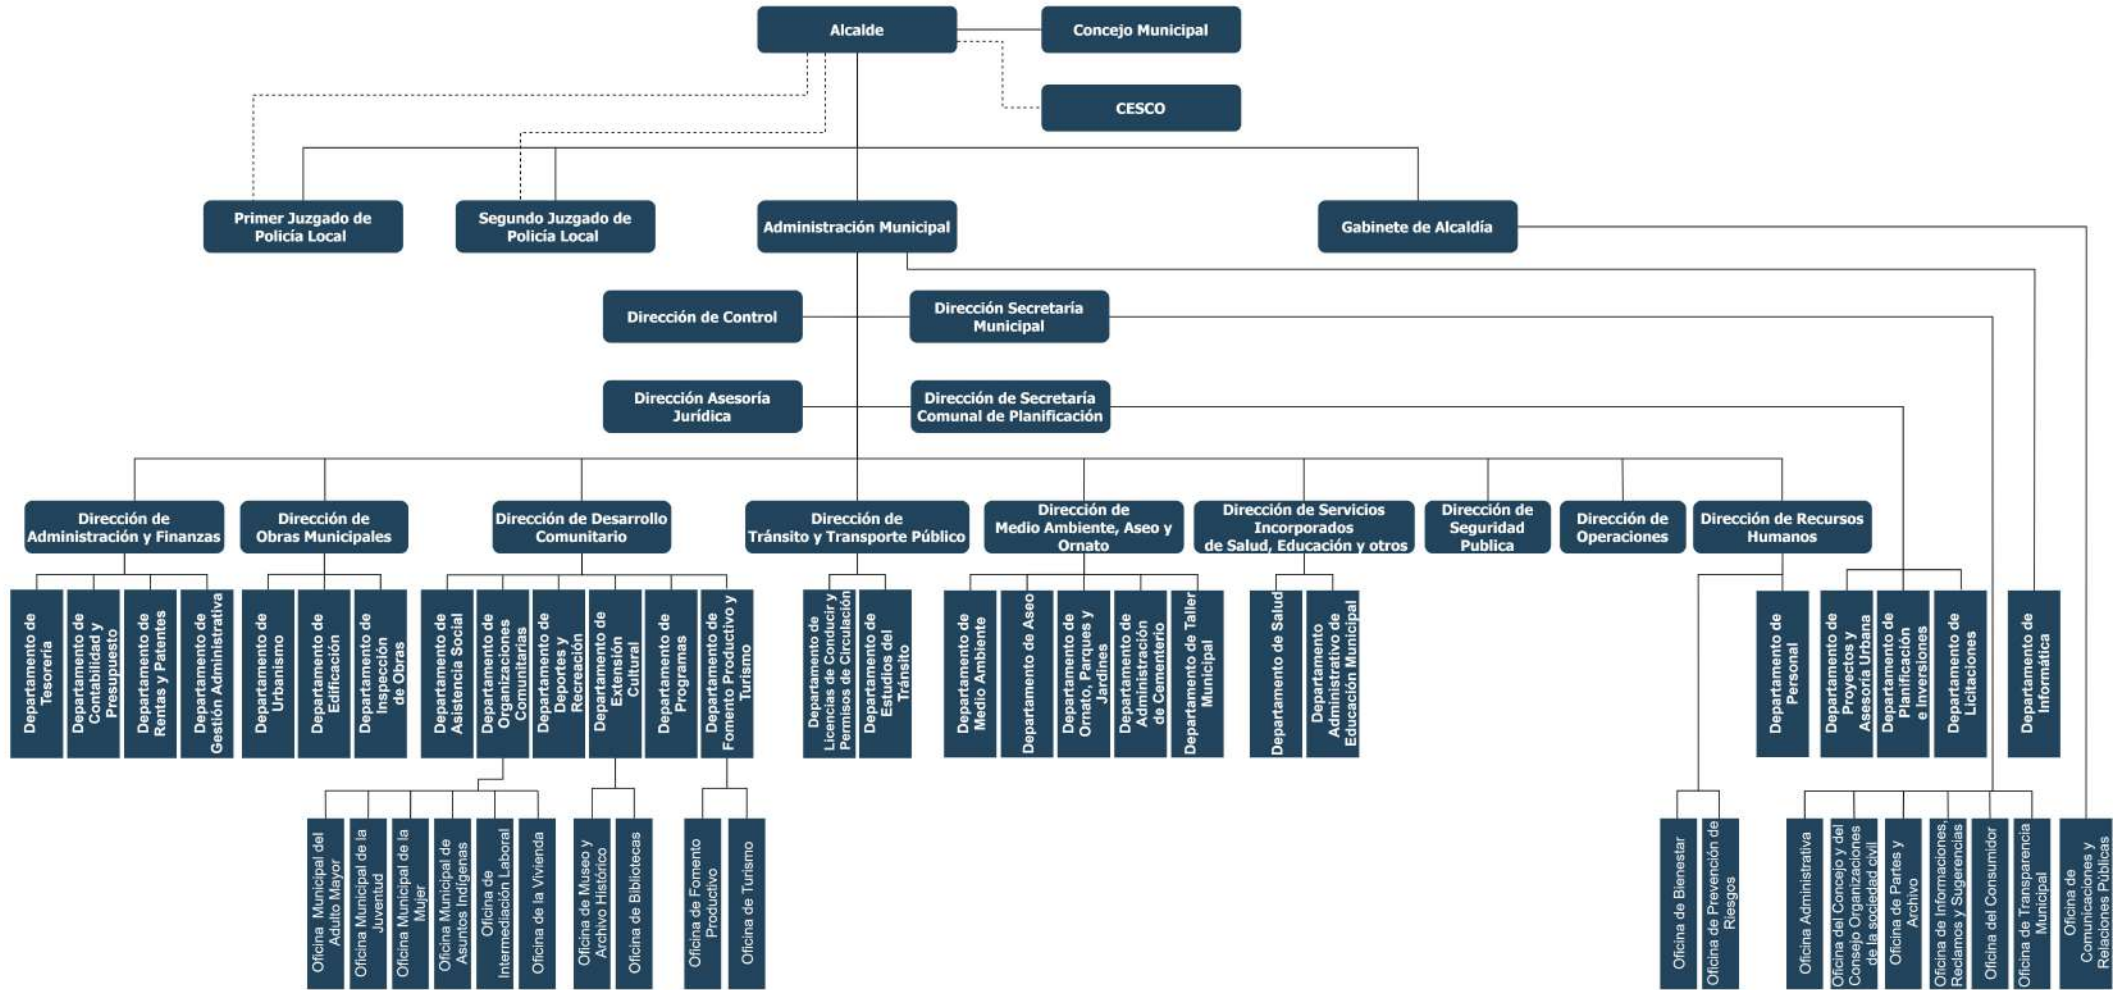 Alcalde
Concejo Municipal
CESCO
Primer Juzgado de
Policía Local
Segundo Juzgado de
Policía Local
Administración Municipal
Gabinete de Alcaldía
Dirección de Control
Dirección Secretaría
Municipal
Dirección Asesoría
Jurídica
Dirección de Secretaría
Comunal de Planificación
Dirección de
Administración y Finanzas
Dirección de
Obras Municipales
Dirección de Desarrollo
Comunitario
Dirección de
Tránsito y Transporte Público
Dirección de
Medio Ambiente, Aseo y
Ornato
Dirección de Servicios
Incorporados
de Salud, Educación y otros
Dirección de
Seguridad
Publica
Dirección de
Operaciones
Dirección de Recursos
Humanos
Departamento de
Tesorería
Departamento de
Contabilidad y
Presupuesto
Departamento de
Rentas y Patentes
Departamento de
Gestión Administrativa
Departamento de
Urbanismo
Departamento de
Edificación
Departamento de
Inspección
de Obras
Departamento de
Asistencia Social
Departamento de
Organizaciones
Comunitarias
Departamento de
Deportes y
Recreación
Departamento de
Extensión
Cultural
Departamento de
Programas
Departamento de
Fomento Productivo y
Turismo
Departamento de
Licencias de Conducir y
Permisos de Circulación
Departamento de
Estudios del
Tránsito
Departamento de
Medio Ambiente
Departamento de Aseo
Departamento de
Ornato, Parques y
Jardines
Departamento de
Administración
de Cementerio
Departamento de Taller
Municipal
Departamento de Salud
Departamento
Administrativo de
Educación Municipal
Departamento de
Personal
Departamento de
Proyectos y
Asesoría Urbana
Departamento de
Planificación
e Inversiones
Departamento de
Licitaciones
Departamento de
Informática
Oficina Municipal del
Adulto Mayor
Oficina Municipal de la
Juventud
Oficina Municipal de la
Mujer
Oficina Municipal de
Asuntos Indígenas
Oficina de
Intermediación Laboral
Oficina de la Vivienda
Oficina de Museo y
Archivo Histórico
Oficina de Bibliotecas
Oficina de Fomento
Productivo
Oficina de Turismo
Oficina de Bienestar
Oficina de Prevención de
Riesgos
Oficina Administrativa
Oficina del Concejo y del
Consejo Organizaciones
de la sociedad civil
Oficina de Partes y
Archivo
Oficina de Informaciones,
Reclamos y Sugerencias
Oficina del Consumidor
Oficina de Transparencia
Municipal
Oficina de
Comunicaciones y
Relaciones Públicas